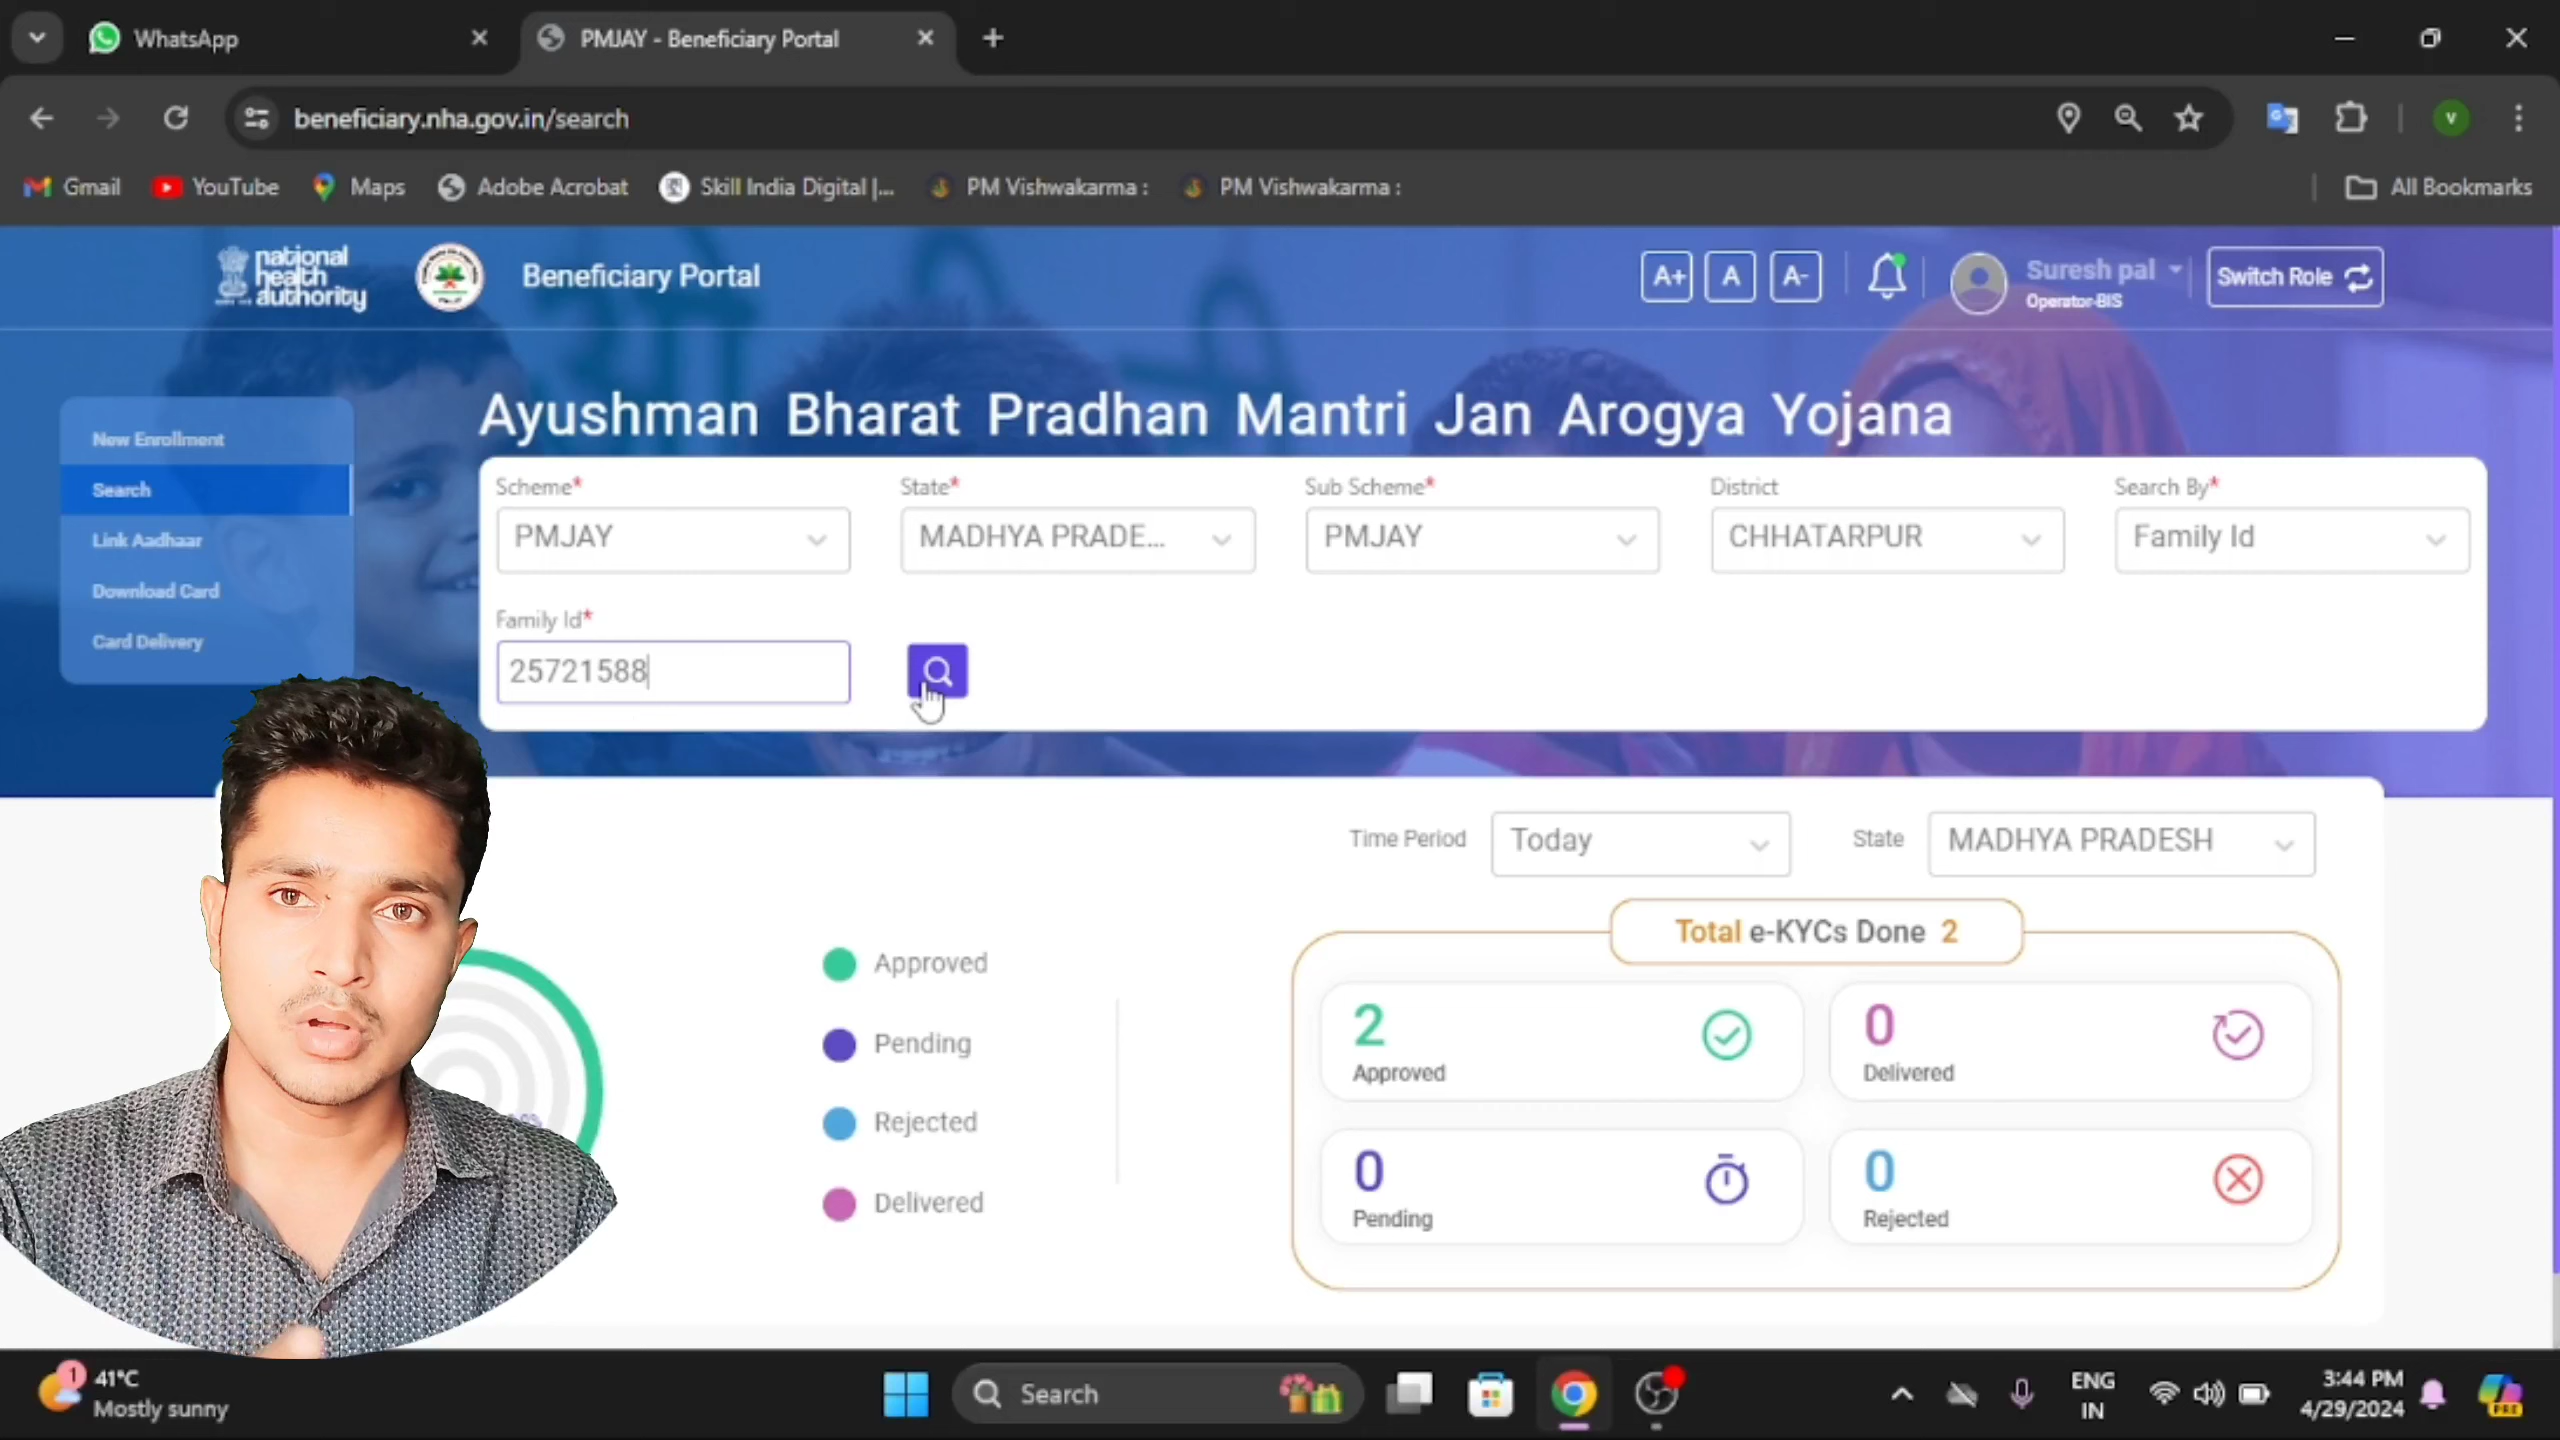 WhatsApp
PMJAY - Beneficiary Portal
beneficiary.nha.gov.in/search
V
Gmail
YouTube
Maps
Adobe Acrobat
Skill India Digital |...
PM Vishwakarma :
PM Vishwakarma :
All Bookmarks
national
health
authority
Beneficiary Portal
A+
A
A-
Suresh pal
Operator-BIS
Switch Role
Ayushman Bharat Pradhan Mantri Jan Arogya Yojana
New Enrollment
Search
Link Aadhaar
Download Card
Card Delivery
Scheme*
State*
Sub Scheme*
District
Search By*
PMJAY
MADHYA PRADE...
PMJAY
CHHATARPUR
Family Id
Family Id*
25721588
Time Period
Today
State
MADHYA PRADESH
Total e-KYCs Done 2
Approved
Pending
Rejected
Delivered
2
Approved
0
Delivered
0
Pending
0
Rejected
1
41°C
Mostly sunny
Search
ENG
IN
3:44 PM
4/29/2024
PRE